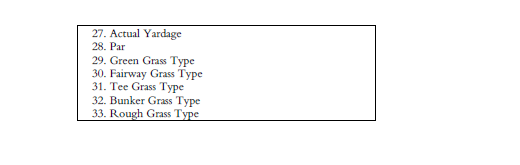 27. Actual Yardage
28. Par
29. Green Grass Type
30. Fairway Grass Type
31. Tee Grass Type
32. Bunker Grass Type
33. Rough Grass Type